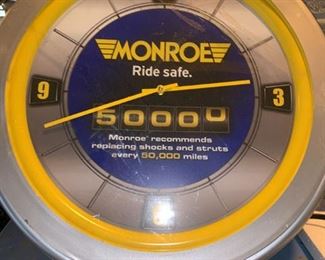 MONROE
Ride safe.
9 3
50000
Monroe® recommends
replacing shocks and struts
every 50,000 miles